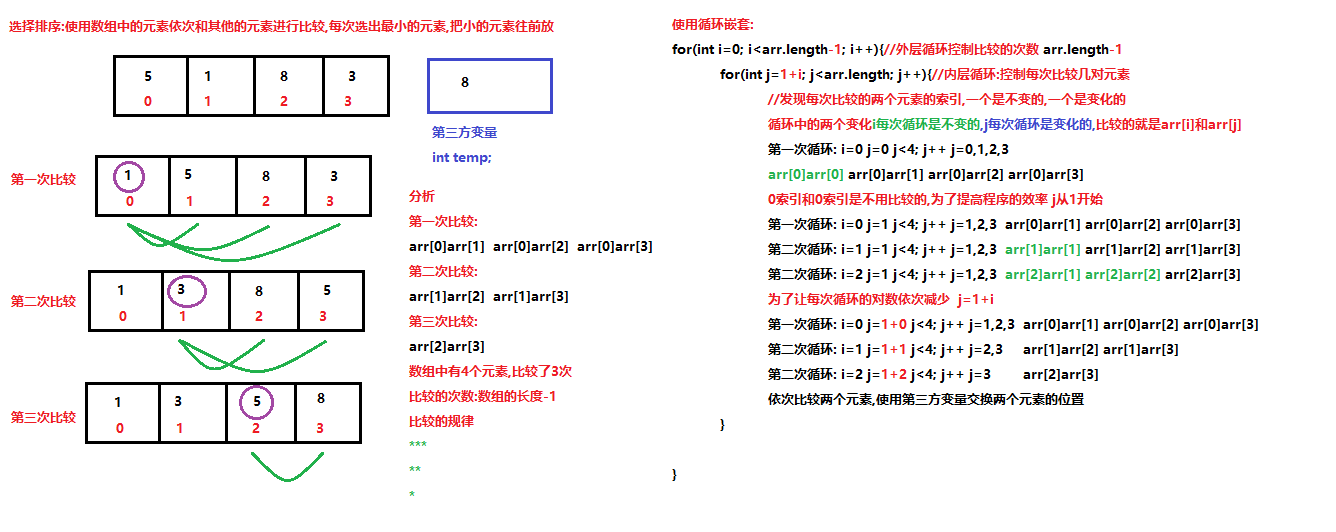 选择排序:使用数组中的元素依次和其他的元素进行比较,每次选出最小的元素,把小的元素往前放
5 1 8 3
0 1 2 3
8
第三方变量
int temp;
第一次比较
1 5 8 3
0 1 2 3
第二次比较
1 3 8 5
0 1 2 3
第三次比较
1 3 5 8
0 1 2 3
分析
第一次比较:
arr[0]arr[1] arr[0]arr[2] arr[0]arr[3]
第二次比较:
arr[1]arr[2] arr[1]arr[3]
第三次比较:
arr[2]arr[3]
数组中有4个元素,比较了3次
比较的次数:数组的长度-1
比较的规律
***
**
*
使用循环嵌套:
for(int i=0; i<arr.length-1; i++){//外层循环控制比较的次数 arr.length-1
for(int j=1+i; j<arr.length; j++){//内层循环:控制每次比较几对元素
//发现每次比较的两个元素的索引,一个是不变的,一个是变化的
循环中的两个变化i每次循环是不变的,j每次循环是变化的,比较的就是arr[i]和arr[j]
第一次循环: i=0 j=0 j<4; j++ j=0,1,2,3
arr[0]arr[0] arr[0]arr[1] arr[0]arr[2] arr[0]arr[3]
0索引和0索引是不用比较的,为了提高程序的效率 j从1开始
第一次循环: i=0 j=1 j<4; j++ j=1,2,3 arr[0]arr[1] arr[0]arr[2] arr[0]arr[3]
第二次循环: i=1 j=1 j<4; j++ j=1,2,3 arr[1]arr[1] arr[1]arr[2] arr[1]arr[3]
第二次循环: i=2 j=1 j<4; j++ j=1,2,3 arr[2]arr[1] arr[2]arr[2] arr[2]arr[3]
为了让每次循环的对数依次减少 j=1+i
第一次循环: i=0 j=1+0 j<4; j++ j=1,2,3 arr[0]arr[1] arr[0]arr[2] arr[0]arr[3]
第二次循环: i=1 j=1+1 j<4; j++ j=2,3 arr[1]arr[2] arr[1]arr[3]
第二次循环: i=2 j=1+2 j<4; j++ j=3 arr[2]arr[3]
依次比较两个元素,使用第三方变量交换两个元素的位置
}
}